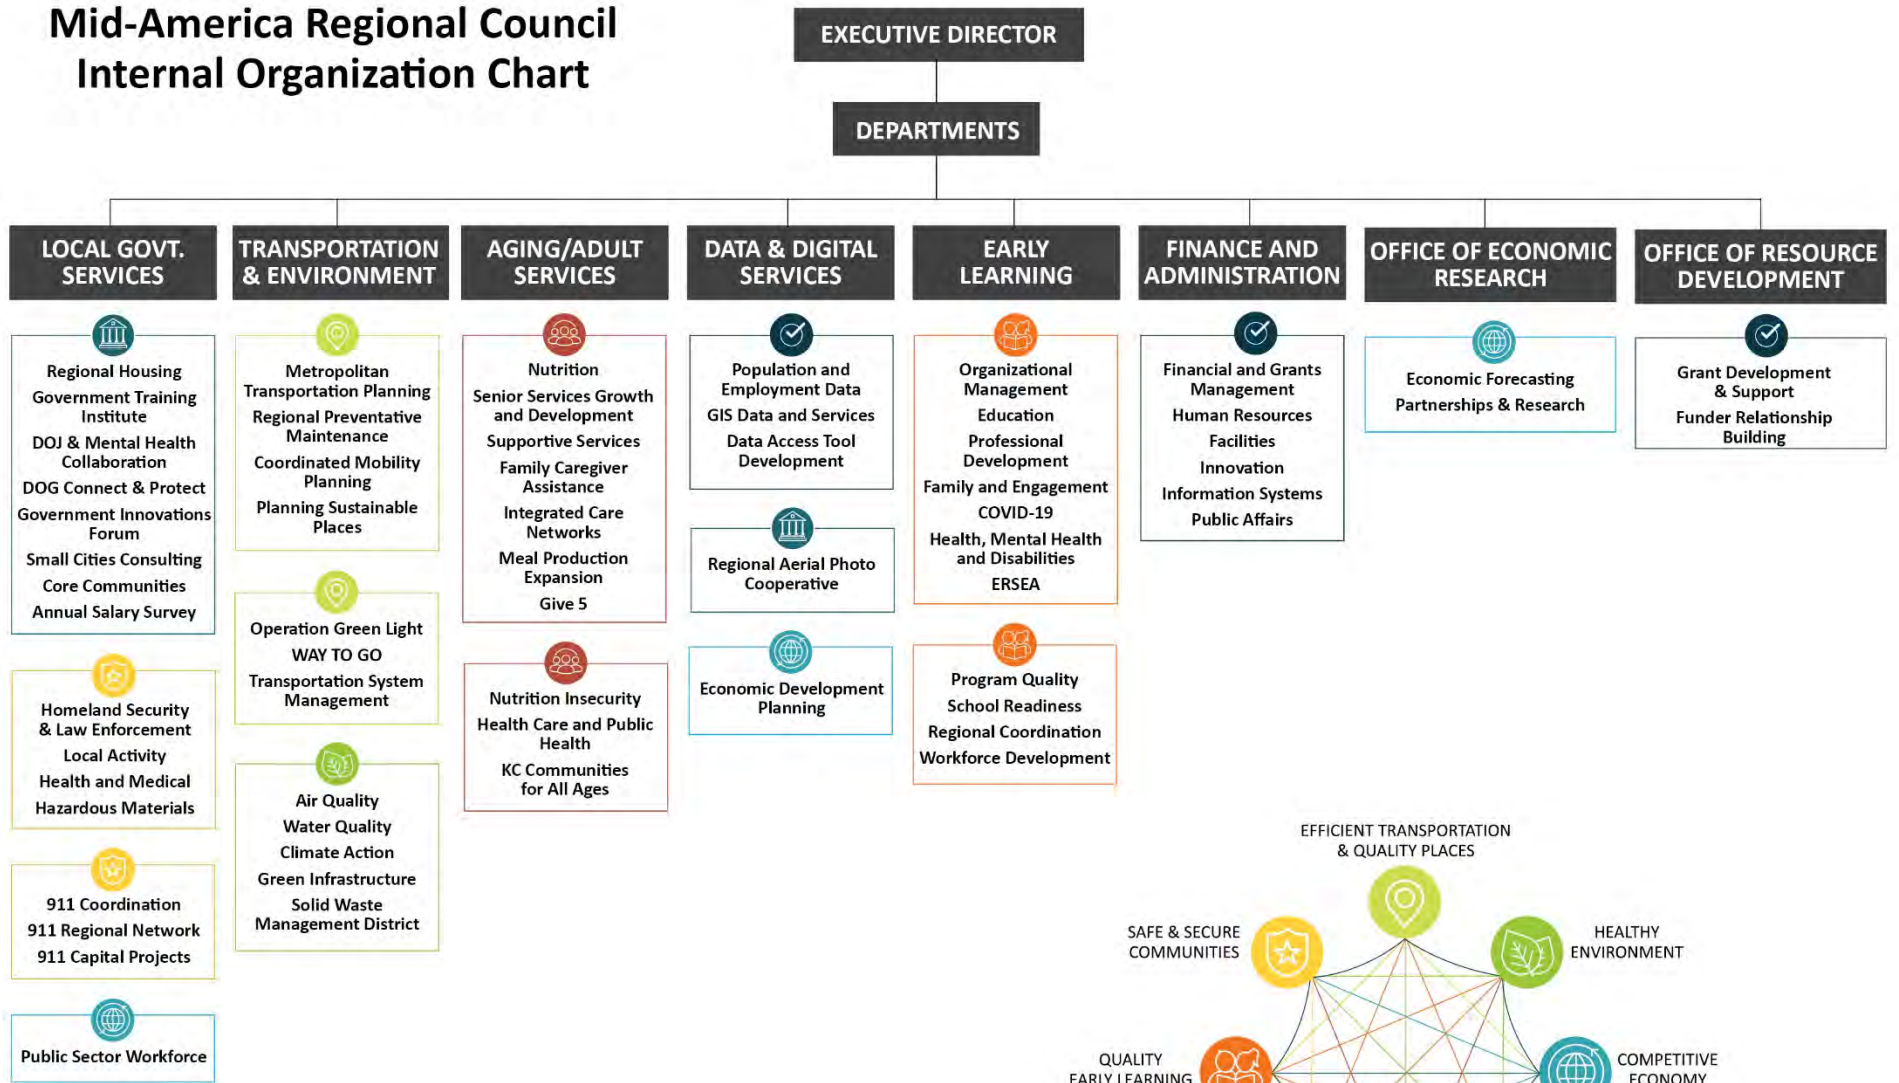 Mid-America Regional Council
Internal Organization Chart
EXECUTIVE DIRECTOR
DEPARTMENTS
LOCAL GOVT.
SERVICES
Regional Housing
Government Training
Institute
DOJ & Mental Health
Collaboration
DOG Connect & Protect
Government Innovations
Forum
Small Cities Consulting
Core Communities
Annual Salary Survey
Homeland Security
& Law Enforcement
Local Activity
Health and Medical
Hazardous Materials
911 Coordination
911 Regional Network
911 Capital Projects
Public Sector Workforce
TRANSPORTATION
& ENVIRONMENT
Metropolitan
Transportation Planning
Regional Preventative
Maintenance
Coordinated Mobility
Planning
Planning Sustainable
Places
Operation Green Light
WAY TO GO
Transportation System
Management
Air Quality
Water Quality
Climate Action
Green Infrastructure
Solid Waste
Management District
AGING/ADULT
SERVICES
Nutrition
Senior Services Growth
and Development
Supportive Services
Family Caregiver
Assistance
Integrated Care
Networks
Meal Production
Expansion
Give 5
Nutrition Insecurity
Health Care and Public
Health
KC Communities
for All Ages
DATA & DIGITAL
SERVICES
Population and
Employment Data
GIS Data and Services
Data Access Tool
Development
Regional Aerial Photo
Cooperative
Economic Development
Planning
EARLY
LEARNING
Organizational
Management
Education
Professional
Development
Family and Engagement
COVID-19
Health, Mental Health
and Disabilities
ERSEA
Program Quality
School Readiness
Regional Coordination
Workforce Development
FINANCE AND
ADMINISTRATION
Financial and Grants
Management
Human Resources
Facilities
Innovation
Information Systems
Public Affairs
OFFICE OF ECONOMIC
RESEARCH
Economic Forecasting
Partnerships & Research
OFFICE OF RESOURCE
DEVELOPMENT
Grant Development
& Support
Funder Relationship
Building
EFFICIENT TRANSPORTATION
& QUALITY PLACES
SAFE & SECURE
COMMUNITIES
HEALTHY
ENVIRONMENT
QUALITY
EARLY LEARNING
COMPETITIVE
ECONOMY